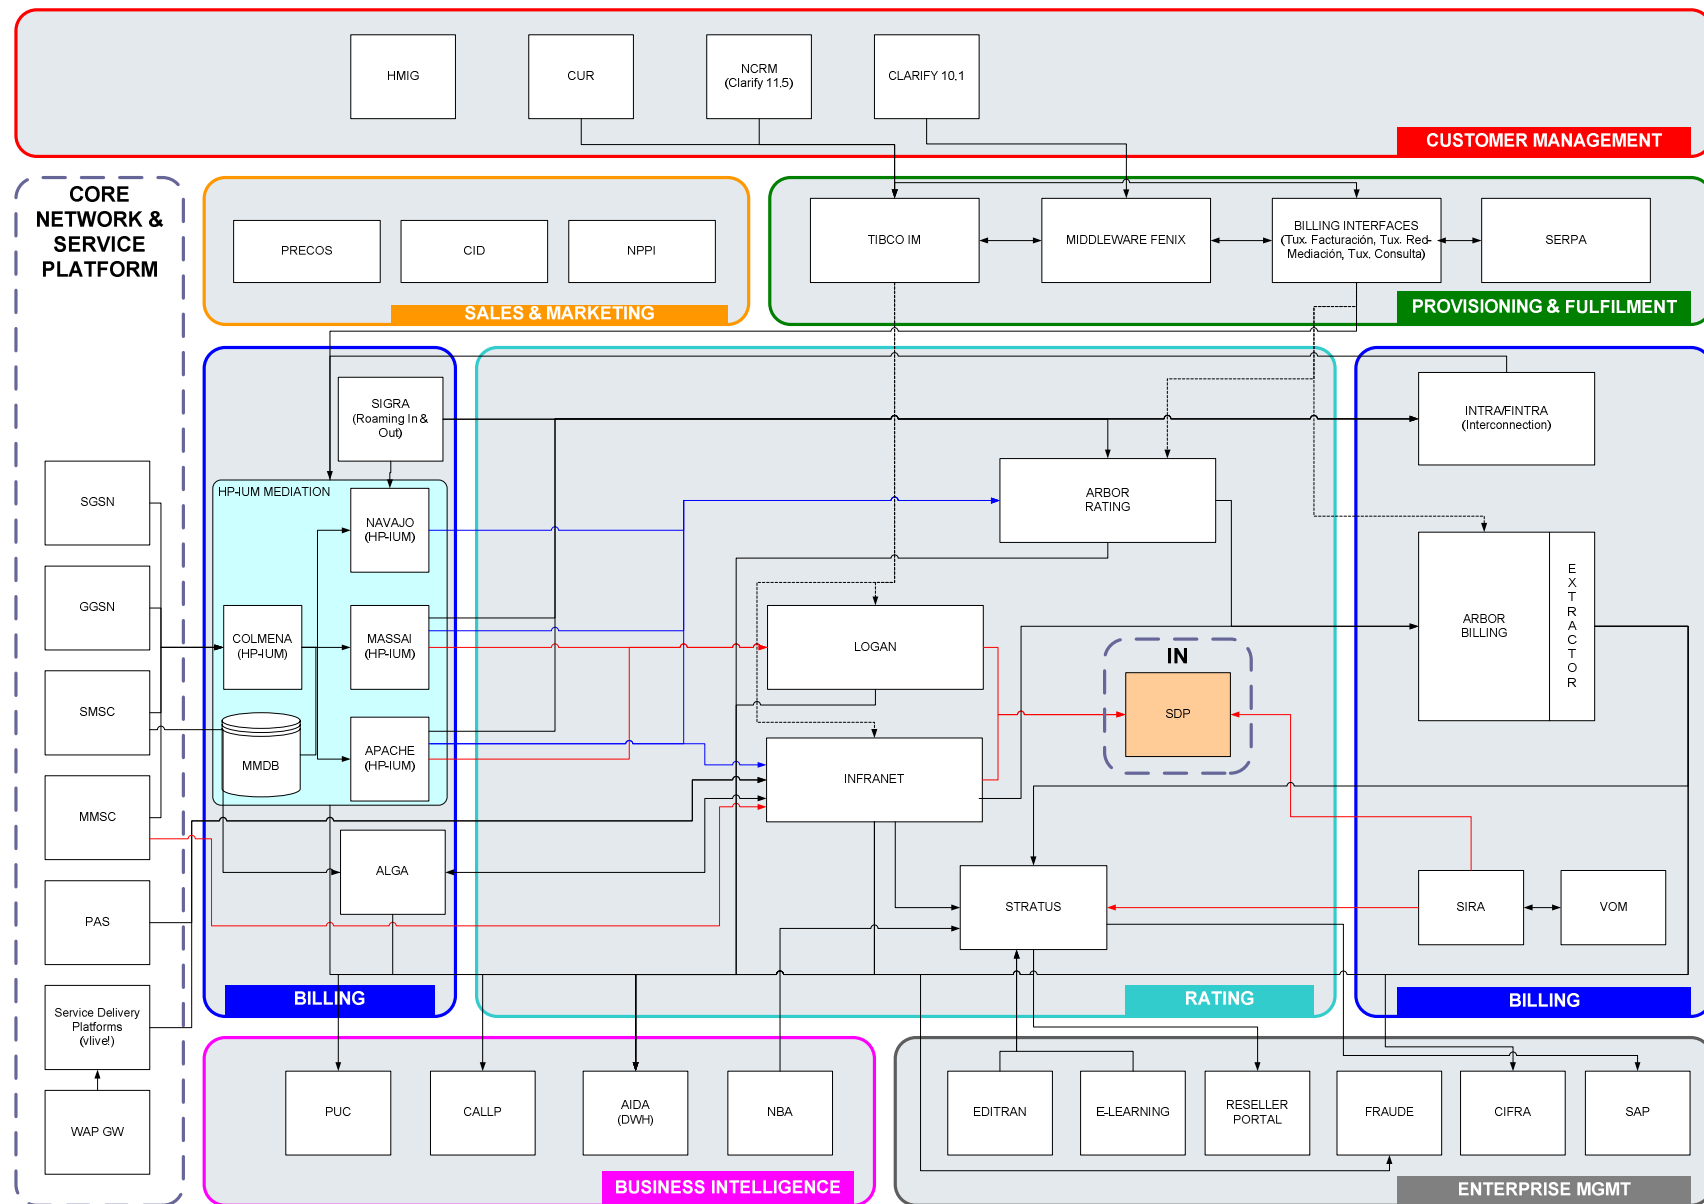 HMIG
CUR
NCRM
(Clarify 11.5)
CLARIFY 10.1
CUSTOMER MANAGEMENT
CORE
NETWORK &
SERVICE
PLATFORM
PRECOS
CID
NPPI
SALES & MARKETING
TIBCO IM
MIDDLEWARE FENIX
BILLING INTERFACES
(Tux. Facturación, Tux. Red-
Mediación, Tux. Consulta)
SERPA
PROVISIONING & FULFILMENT
SGSN
GGSN
SMSC
MMSC
PAS
Service Delivery
Platforms
(vlive!)
WAP GW
SIGRA
(Roaming In &
Out)
HP-IUM MEDIATION
NAVAJO
(HP-IUM)
COLMENA
(HP-IUM)
MASSAI
(HP-IUM)
MMDB
APACHE
(HP-IUM)
ALGA
BILLING
ARBOR
RATING
LOGAN
IN
SDP
INFRANET
STRATUS
RATING
INTRA/FINTRA
(Interconnection)
ARBOR
BILLING
E
X
T
R
A
C
T
O
R
SIRA
VOM
BILLING
PUC
CALLP
AIDA
(DWH)
NBA
BUSINESS INTELLIGENCE
EDITRAN
E-LEARNING
RESELLER
PORTAL
FRAUDE
CIFRA
SAP
ENTERPRISE MGMT